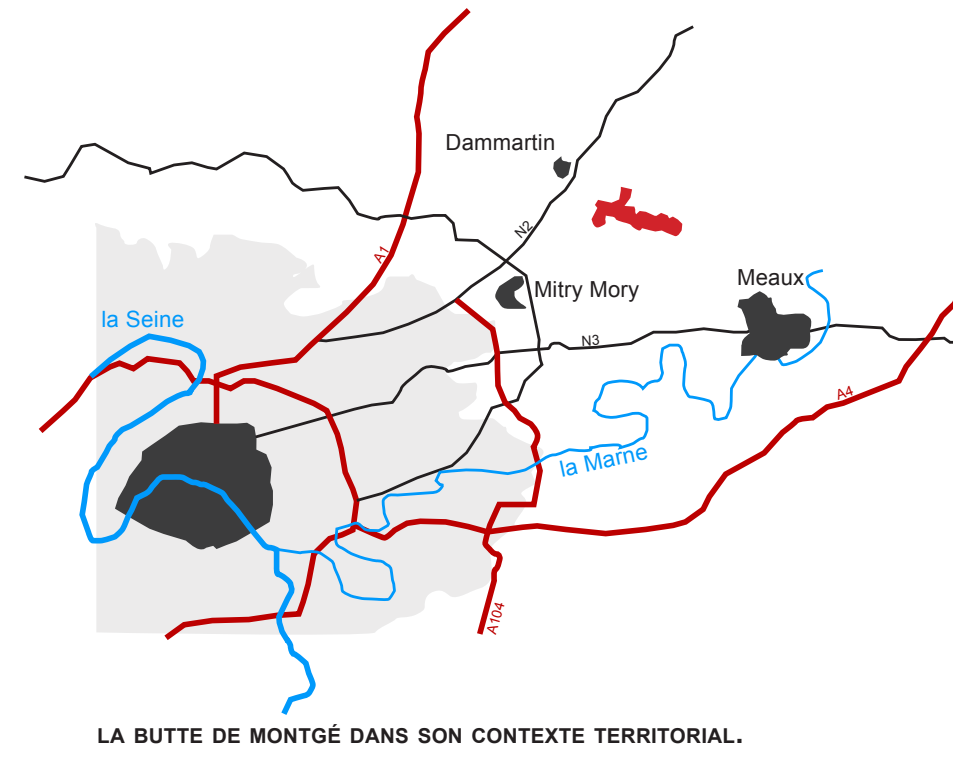 Dammartin
N2
A1
Meaux
Mitry Mory
la Seine
N3
A4
la Marne
A104
LA BUTTE DE MONTGÉ DANS SON CONTEXTE TERRITORIAL.